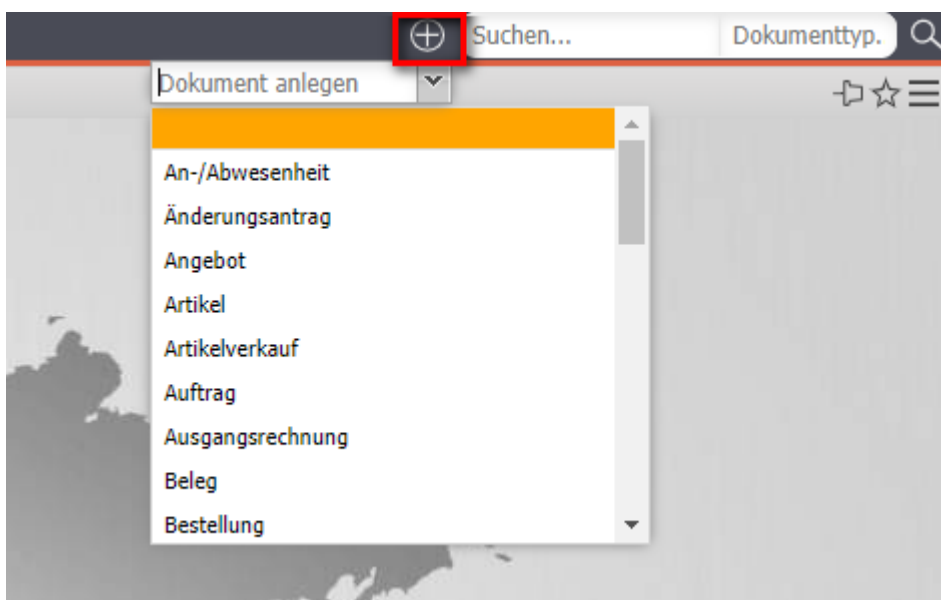 Suchen... Dokumenttyp.
Dokument anlegen
An-/Abwesenheit
Änderungsantrag
Angebot
Artikel
Artikelverkauf
Auftrag
Ausgangsrechnung
Beleg
Bestellung